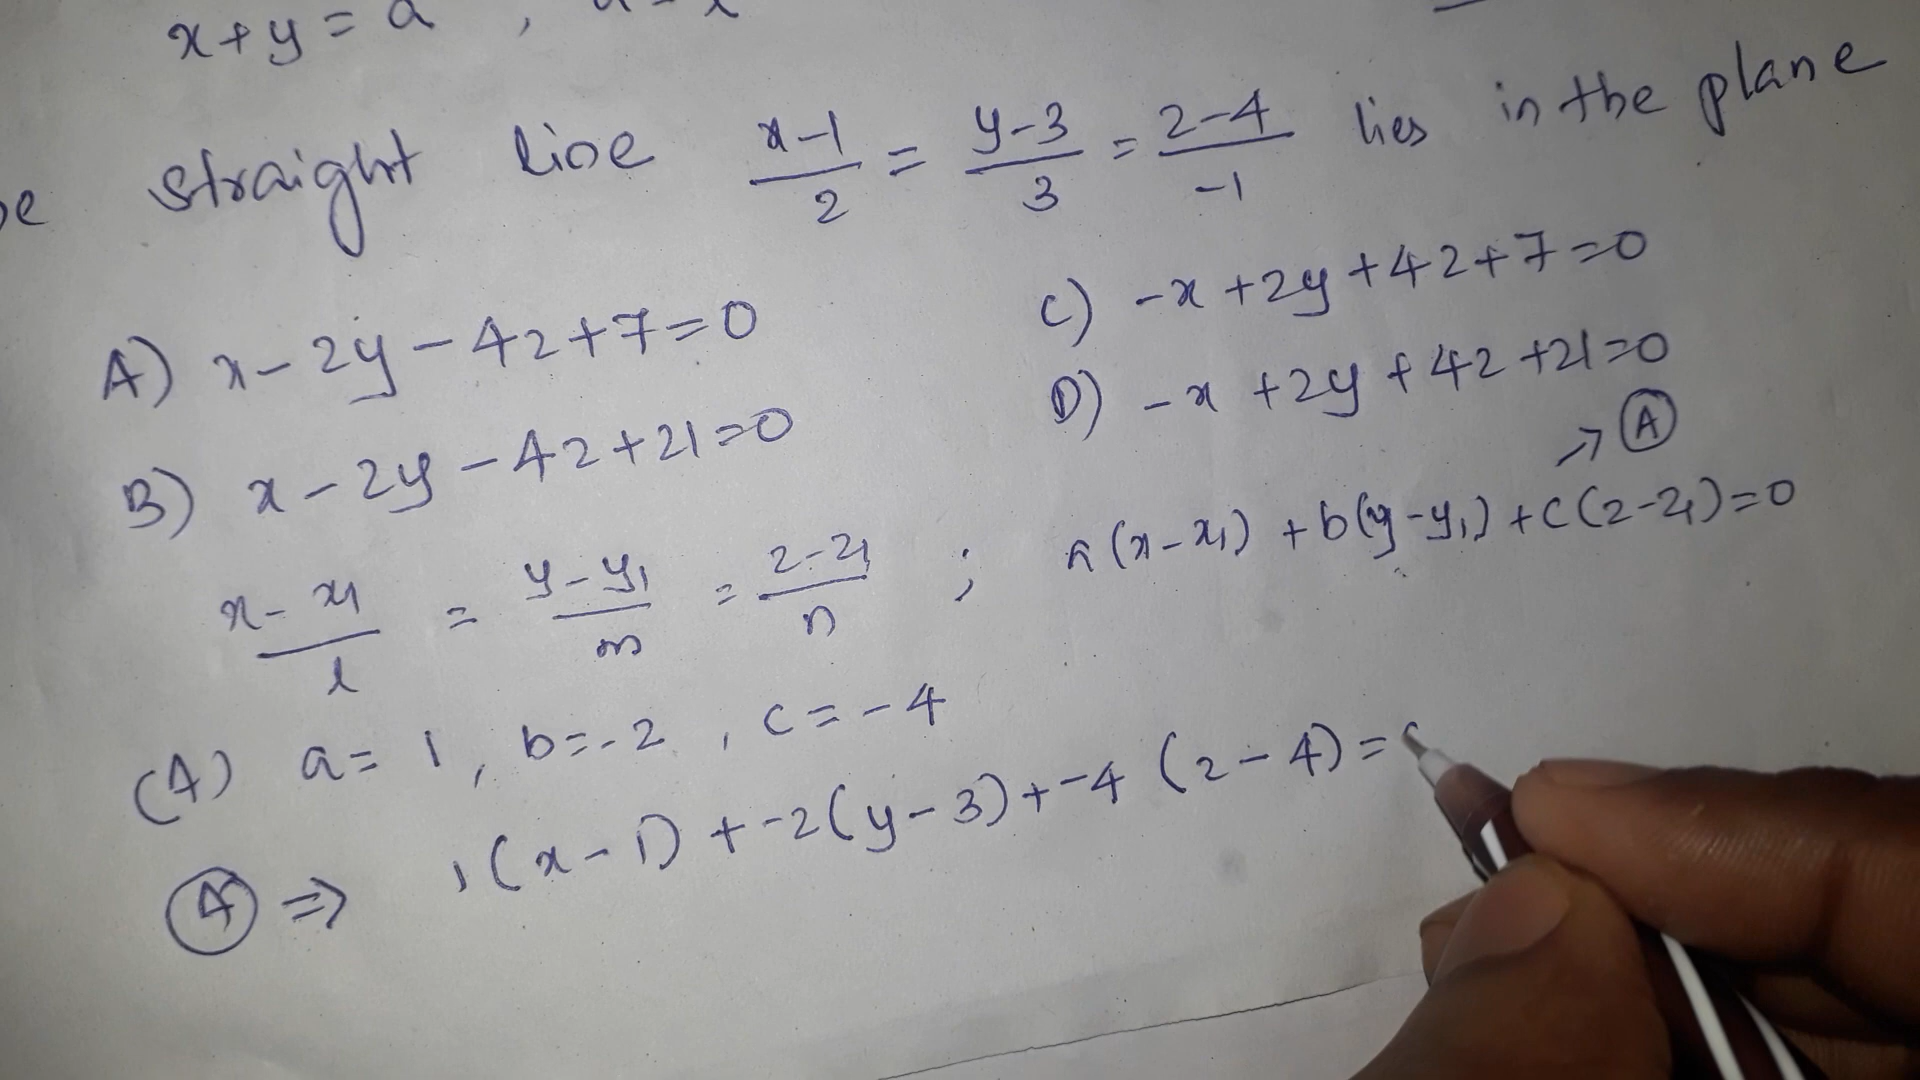 x+y=a ,
straight line x-1/2 = y-3/3 = z-4/-1 lies in the plane
A) x-2y-4z+7=0
C) -x+2y+4z+7=0
B) x-2y-4z+21=0
D) -x+2y+4z+21=0
→ (A)
x-x1/l = y-y1/m = z-z1/n ; a(x-x1)+b(y-y1)+c(z-z1)=0
(A) a=1, b=-2, c=-4
(A) ⇒ 1(x-1)+-2(y-3)+-4(z-4)=